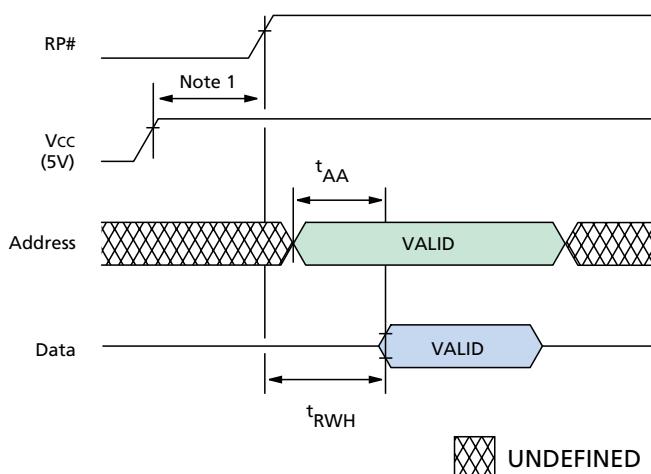 RP#
Note 1
Vcc
(5V)
tAA
Address
VALID
Data
VALID
tRWH
UNDEFINED